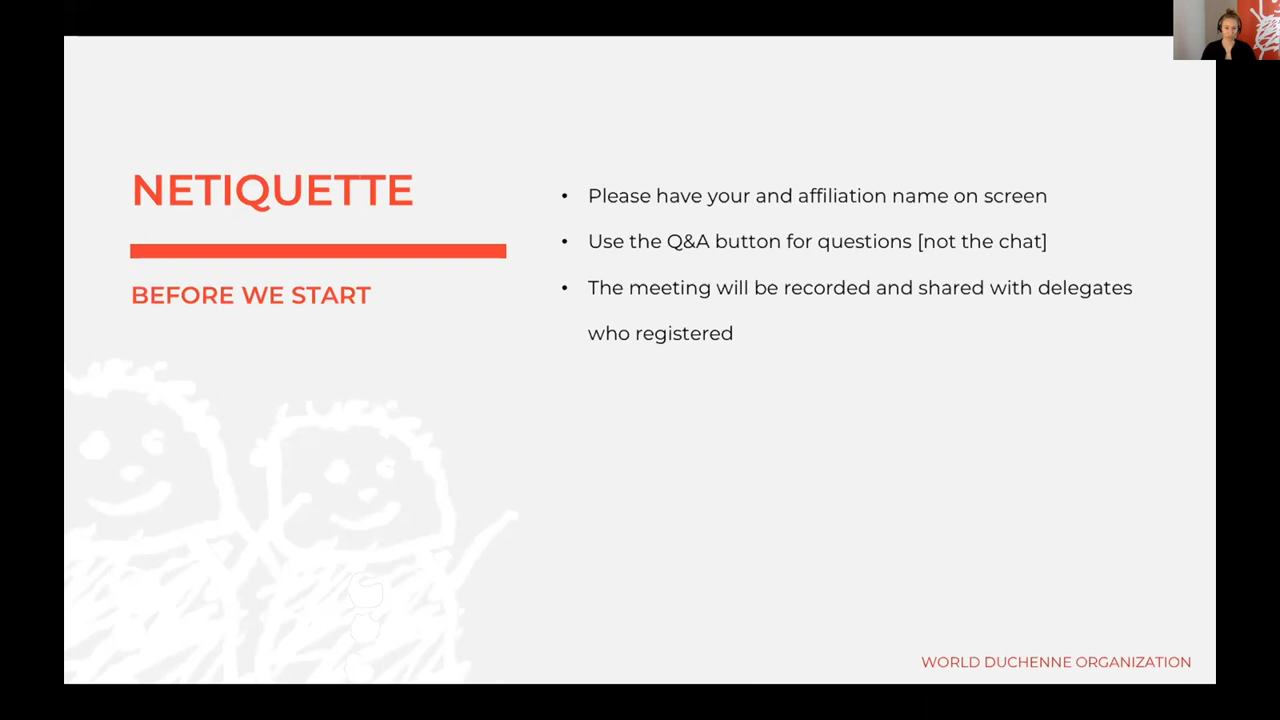 NETIQUETTE
BEFORE WE START
• Please have your and affiliation name on screen
• Use the Q&A button for questions [not the chat]
• The meeting will be recorded and shared with delegates
who registered
WORLD DUCHENNE ORGANIZATION